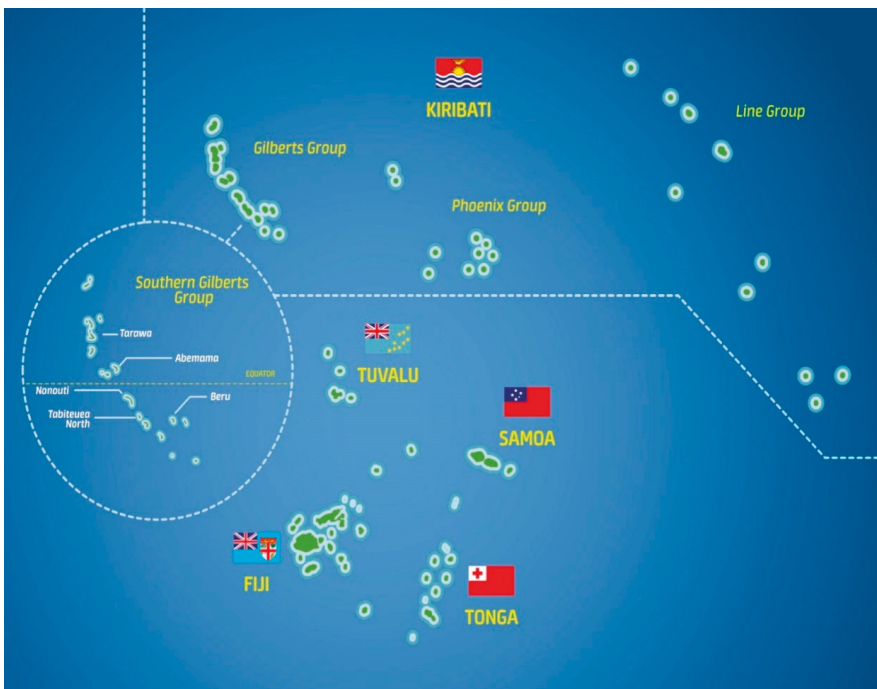 KIRIBATI
Line Group
Gilberts Group
Phoenix Group
Southern Gilberts
Group
Tarawa
Abemama
EQUATOR
Nonouti
Beru
Tabiteuea
North
TUVALU
SAMOA
FIJI
TONGA